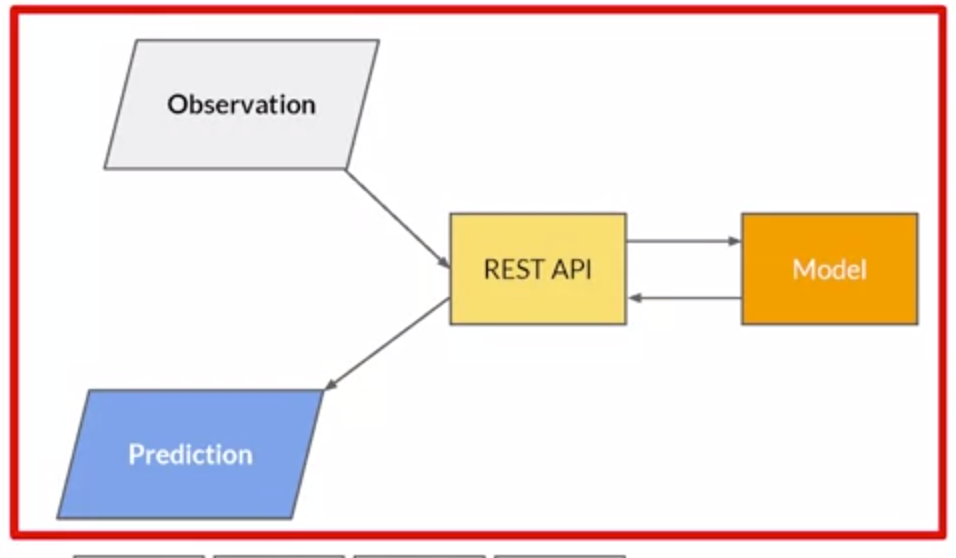 Observation
REST API
Model
Prediction